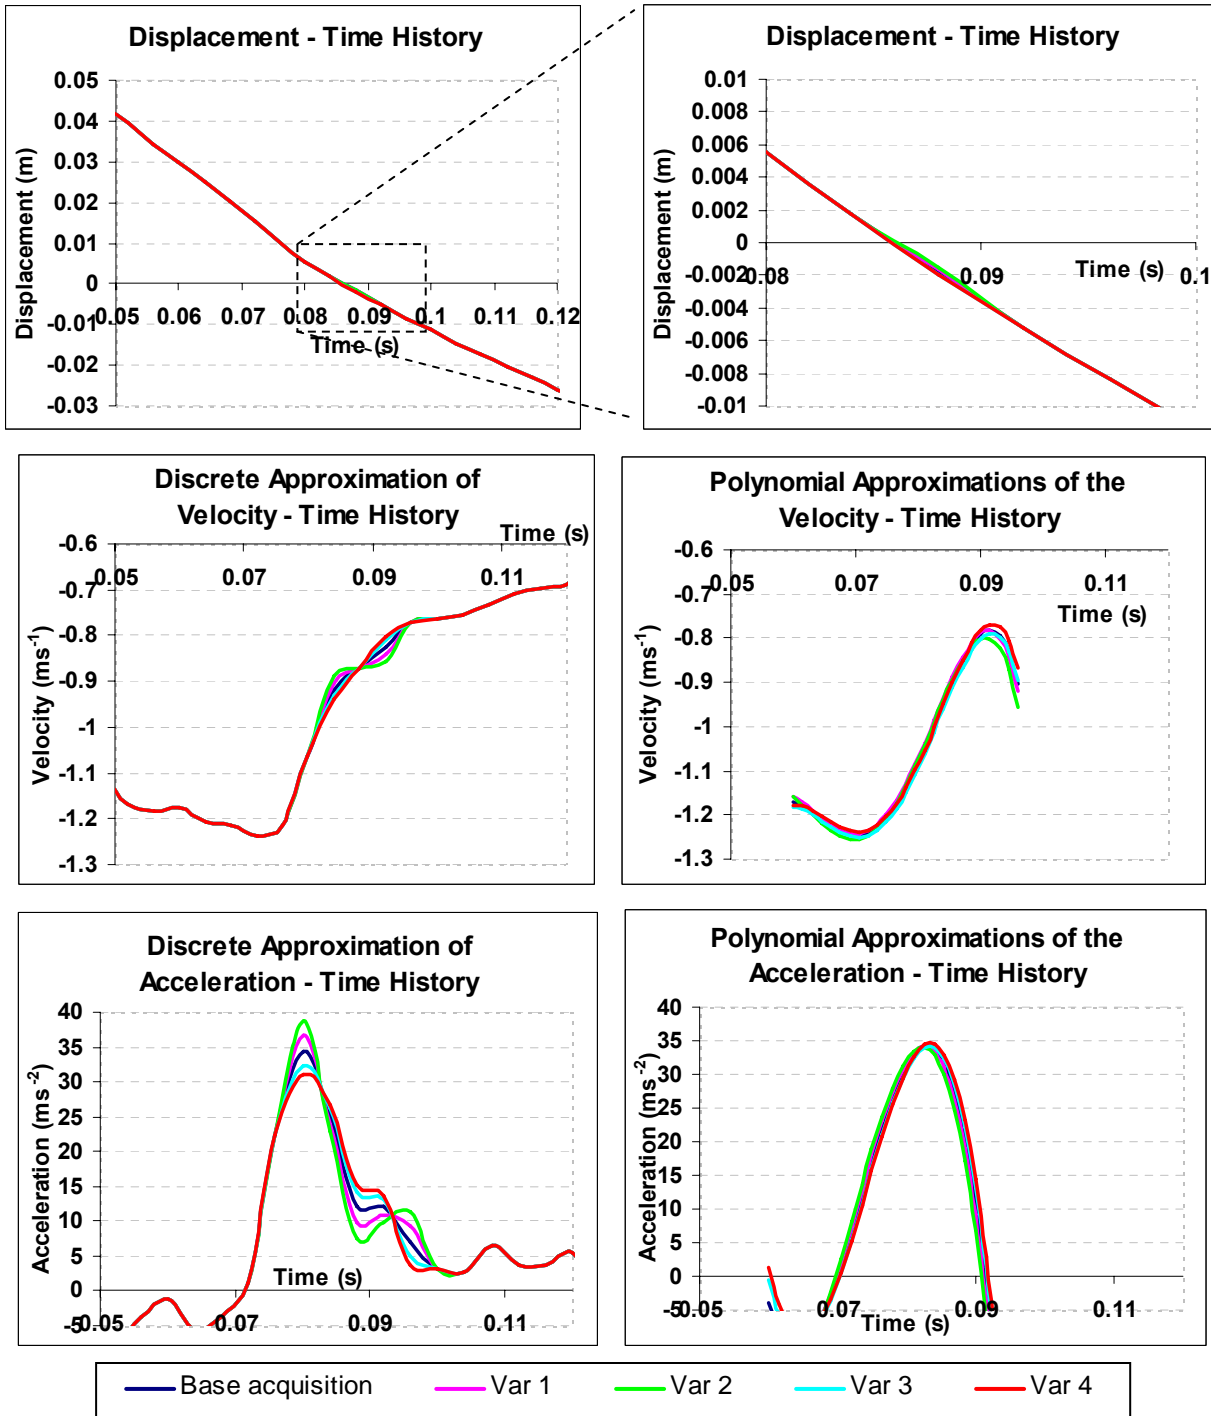 Displacement - Time History
0.05
0.04
0.03
0.02
0.01
0
-0.01
-0.02
-0.03
Displacement (m)
0.05 0.06 0.07 0.08 0.09 0.1 0.11 0.12
Time (s)
Displacement - Time History
0.01
0.008
0.006
0.004
0.002
0
-0.002
-0.004
-0.006
-0.008
-0.01
Displacement (m)
0.08 0.09 0.1
Time (s)
Discrete Approximation of
Velocity - Time History
Time (s)
-0.6
-0.7
-0.8
-0.9
-1
-1.1
-1.2
-1.3
Velocity (ms-1)
0.05 0.07 0.09 0.11
Polynomial Approximations of the
Velocity - Time History
-0.6
-0.7
-0.8
-0.9
-1
-1.1
-1.2
-1.3
Velocity (ms-1)
0.05 0.07 0.09 0.11
Time (s)
Discrete Approximation of
Acceleration - Time History
40
35
30
25
20
15
10
5
0
-5
Acceleration (ms-2)
Time (s)
0.05 0.07 0.09 0.11
Polynomial Approximations of the
Acceleration - Time History
40
35
30
25
20
15
10
5
0
-5
Acceleration (ms-2)
0.05 0.07 0.09 0.11
Time (s)
Base acquisition Var 1 Var 2 Var 3 Var 4